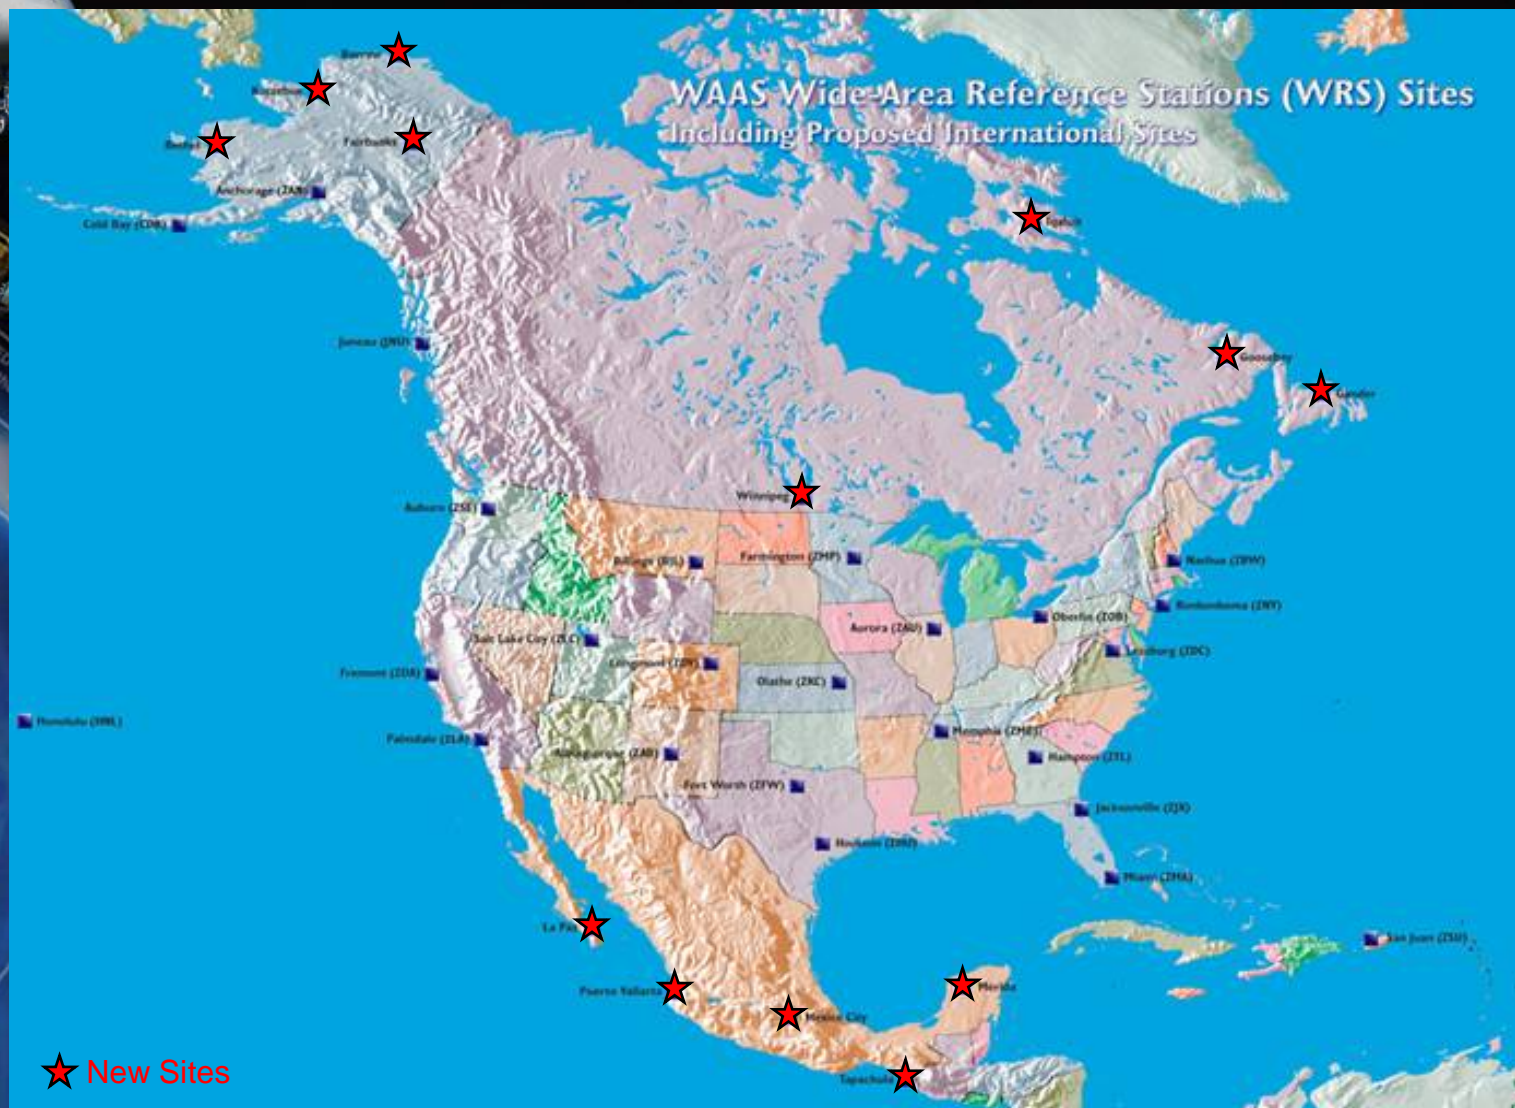 WAAS Wide-Area Reference Stations (WRS) Sites
Including Proposed International Sites
Barrow
Kotzebue
Bethel
Fairbanks
Anchorage (ZAN)
Cold Bay (CDB)
Iqaluit
Juneau (JNU)
Goosebay
Gander
Winnipeg
Auburn (ZSE)
Billings (BIL)
Farmington (ZMP)
Nashua (ZBW)
Ronkonkoma (ZNY)
Oberlin (ZOB)
Aurora (ZAU)
Salt Lake City (ZLC)
Leesburg (ZDC)
Longmont (ZDV)
Fremont (ZOA)
Olathe (ZKC)
Honolulu (HNL)
Memphis (ZME)
Palmdale (ZLA)
Albuquerque (ZAB)
Hampton (ZTL)
Fort Worth (ZFW)
Jacksonville (ZJX)
Houston (ZHU)
Miami (ZMA)
La Paz
San Juan (ZSU)
Puerto Vallarta
Merida
Mexico City
Tapachula
New Sites